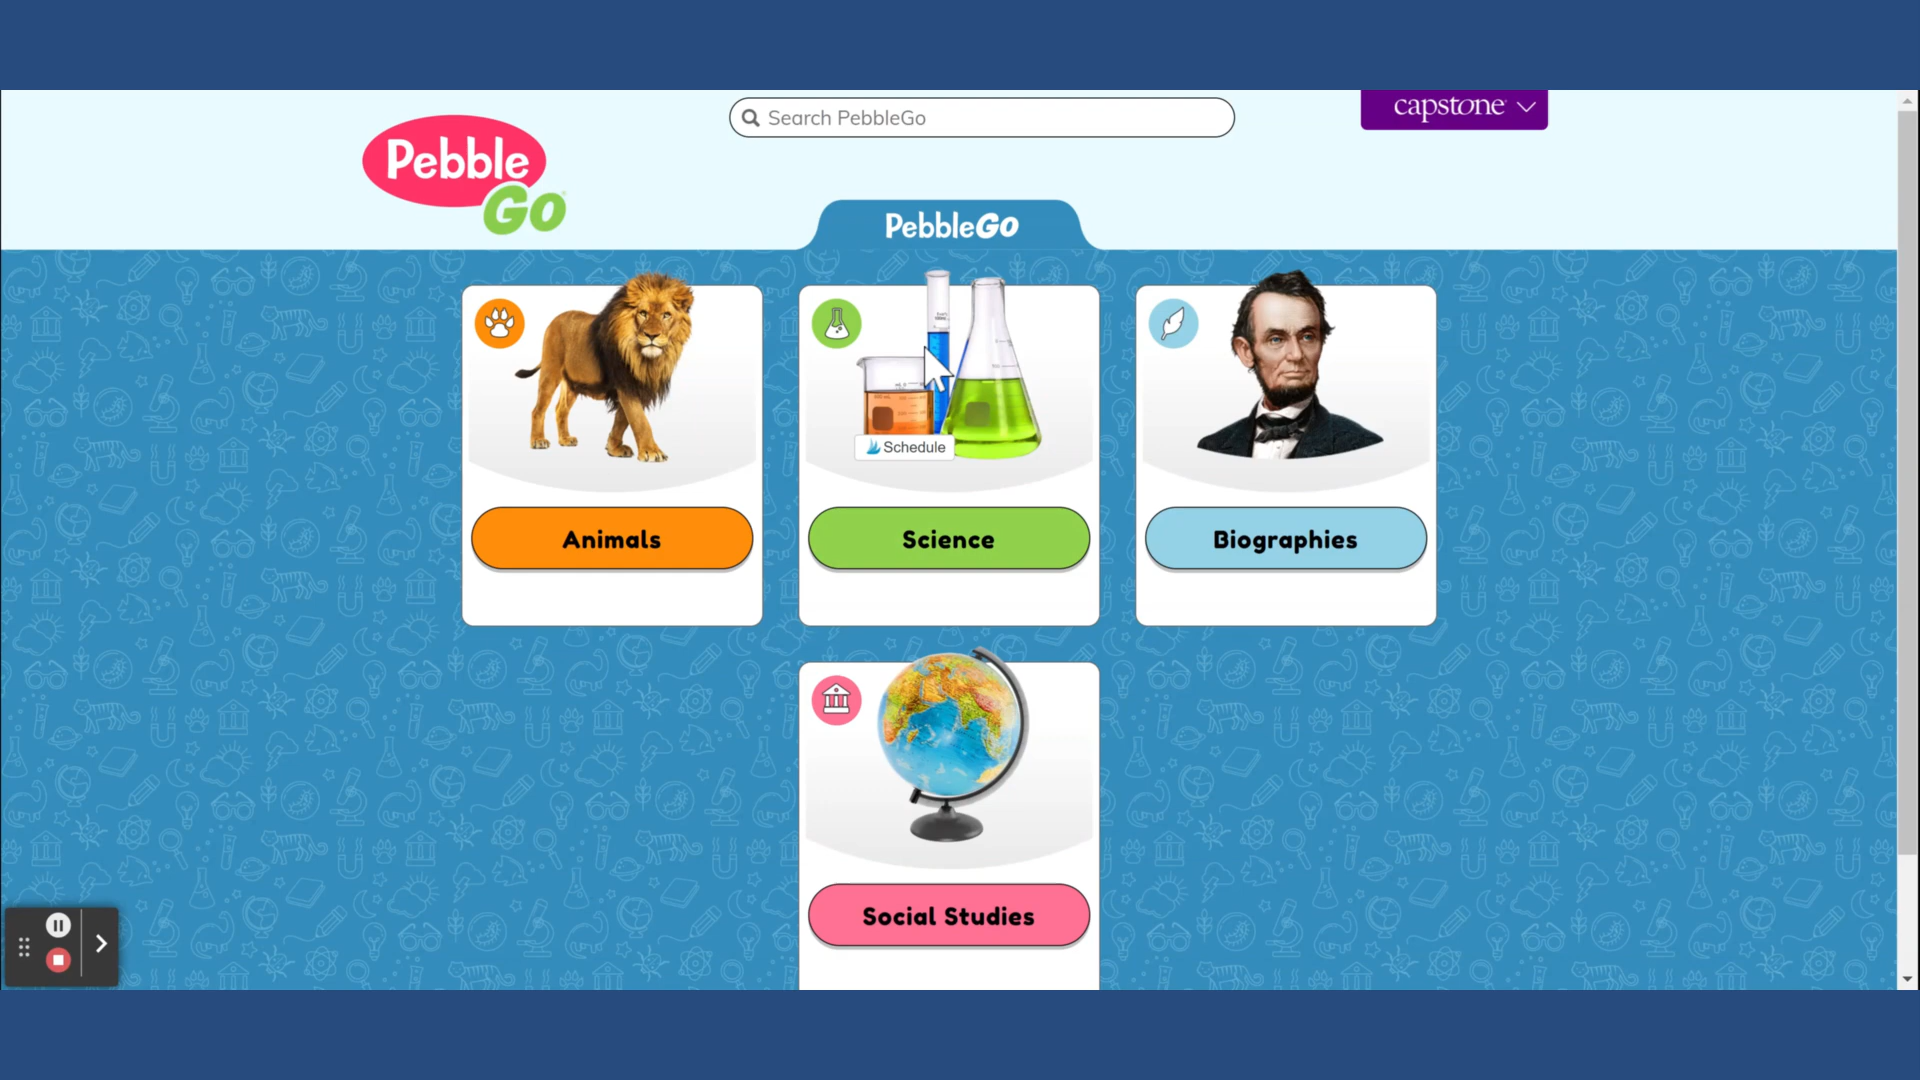 Search PebbleGo
capstone
Pebble
Go
PebbleGo
Schedule
Animals
Science
Biographies
Social Studies